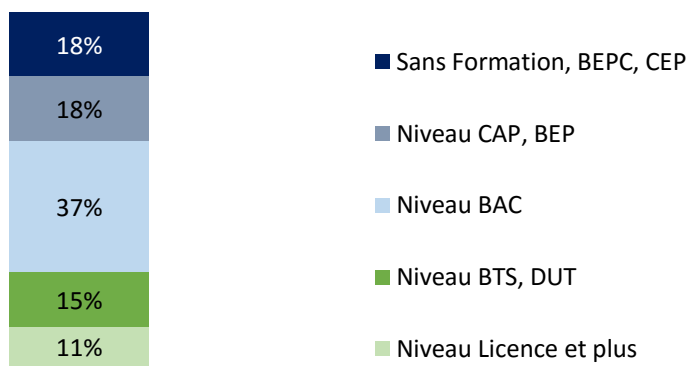 18%
18%
37%
15%
11%
Sans Formation, BEPC, CEP
Niveau CAP, BEP
Niveau BAC
Niveau BTS, DUT
Niveau Licence et plus